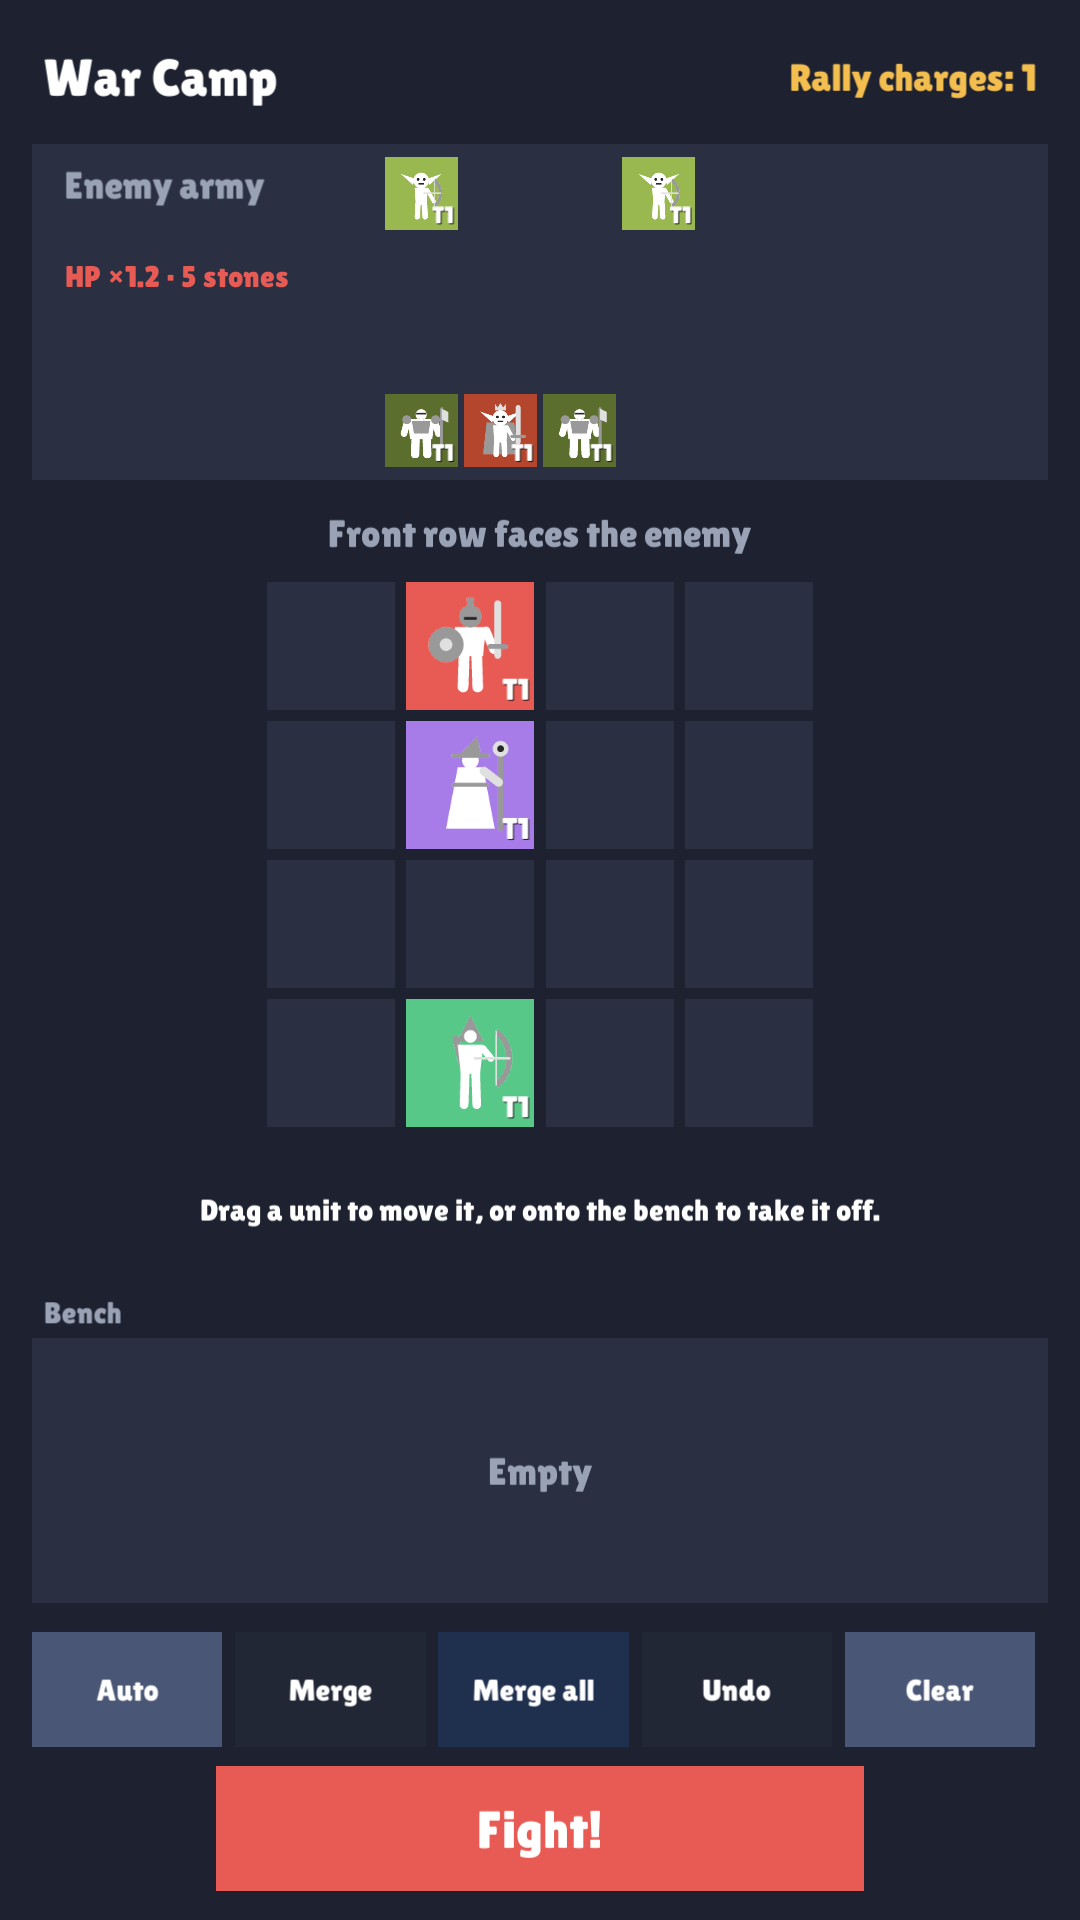 War Camp
Rally charges: 1
Enemy army
T1
T1
HP ×1.2 · 5 stones
T1
T1
T1
Front row faces the enemy
T1
T1
T1
Drag a unit to move it, or onto the bench to take it off.
Bench
Empty
Auto
Merge
Merge all
Undo
Clear
Fight!